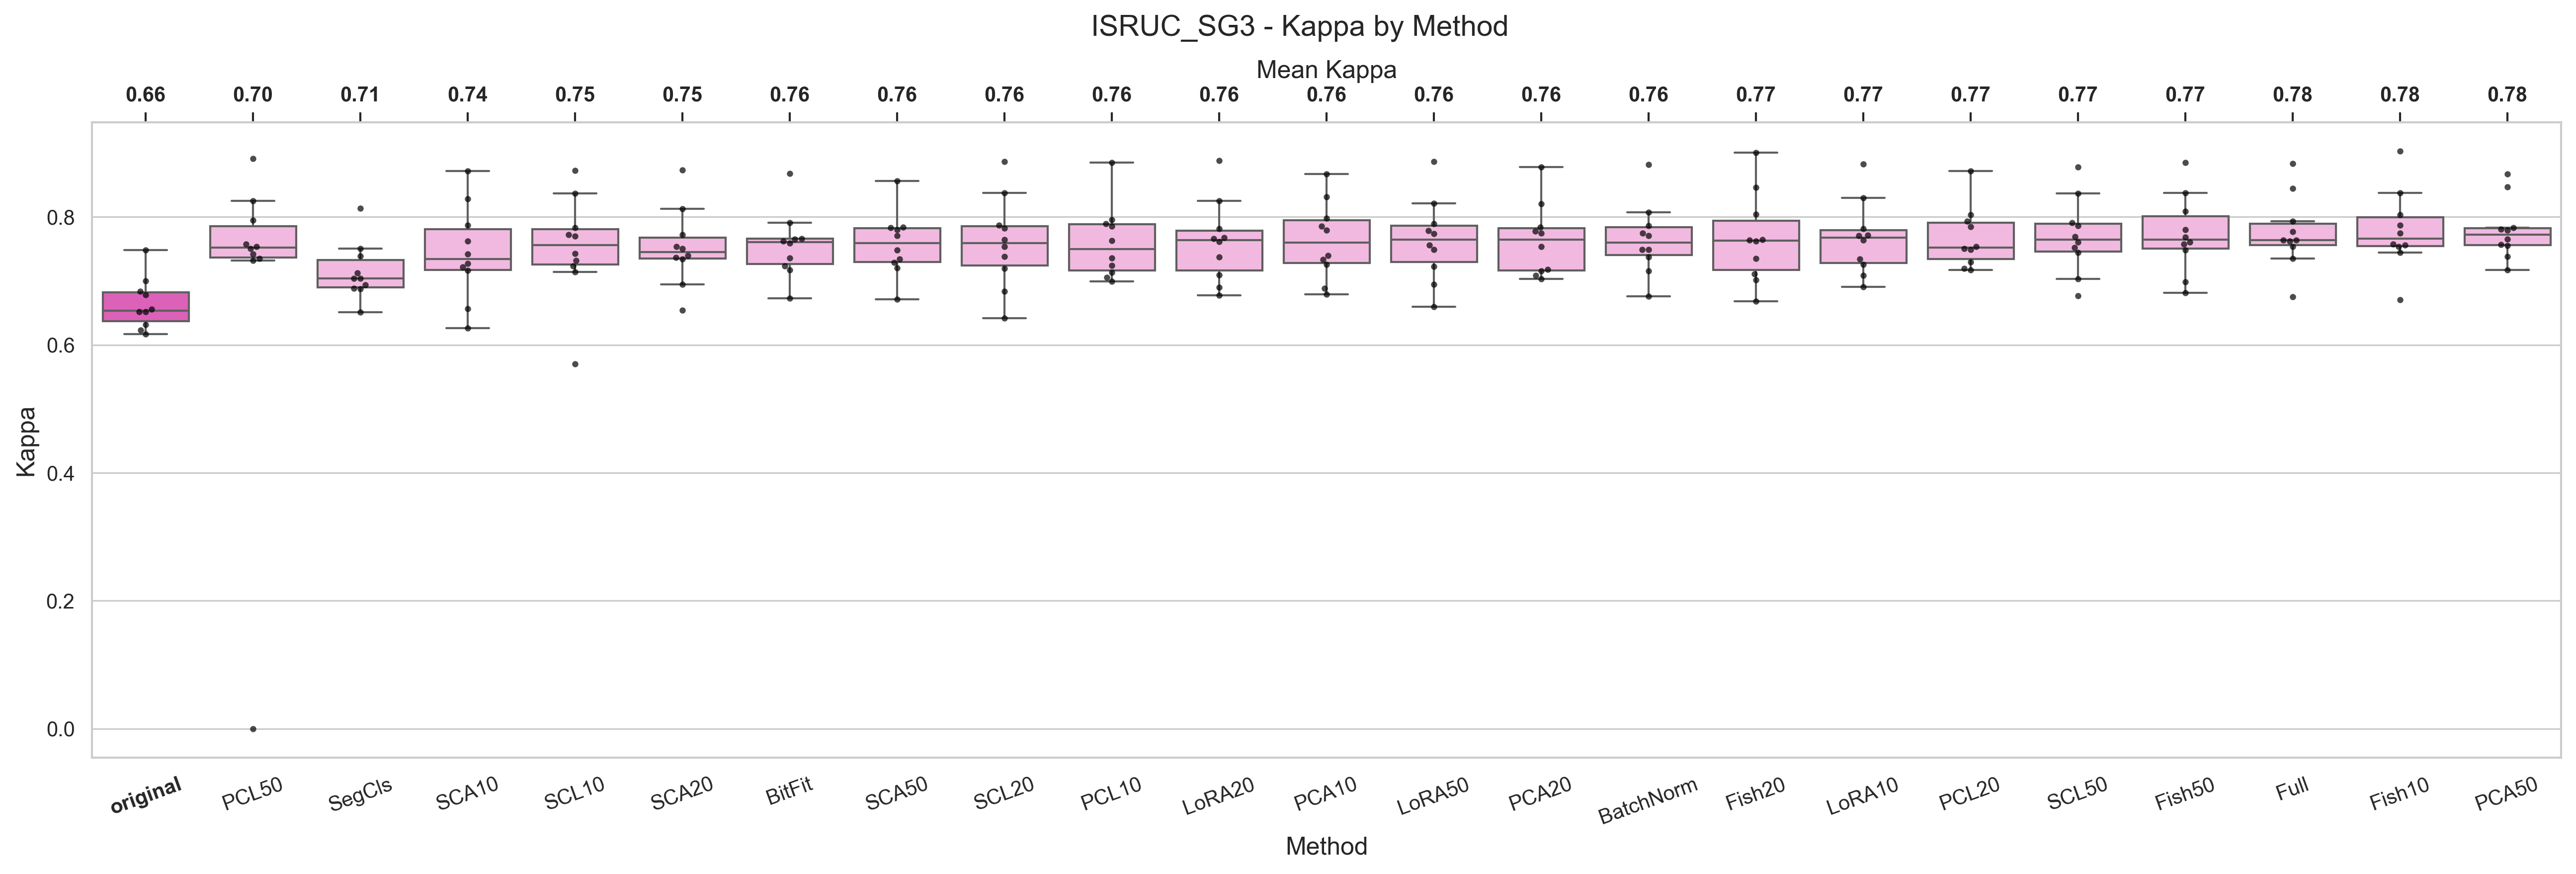 ISRUC_SG3 - Kappa by Method
Mean Kappa
0.66 0.70 0.71 0.74 0.75 0.75 0.76 0.76 0.76 0.76 0.76 0.76 0.76 0.76 0.76 0.77 0.77 0.77 0.77 0.77 0.78 0.78 0.78
0.8
0.6
0.4
0.2
0.0
Kappa
original PCL50 SegCls SCA10 SCL10 SCA20 BitFit SCA50 SCL20 PCL10 LoRA20 PCA10 LoRA50 PCA20 BatchNorm Fish20 LoRA10 PCL20 SCL50 Fish50 Full Fish10 PCA50
Method